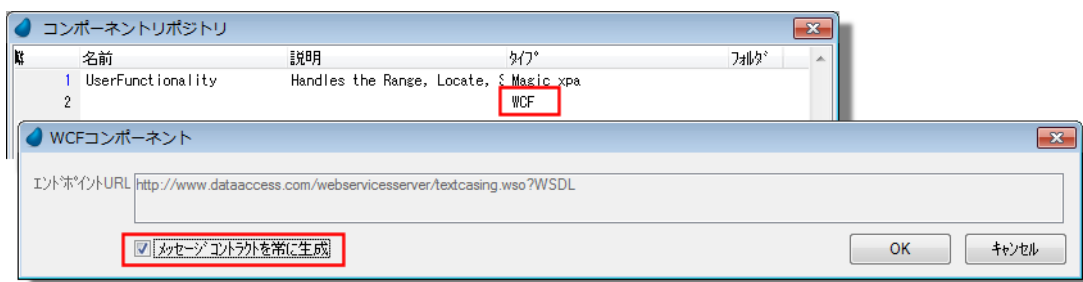 コンポーネントリポジトリ
名前 説明 タイプ フォルダ
1 UserFunctionality Handles the Range, Locate, Magic xpa
2 WCF
WCFコンポーネント
エンドポイントURL http://www.dataaccess.com/webservicesserver/textcasing.wso?WSDL
メッセージコントラクトを常に生成 OK キャンセル